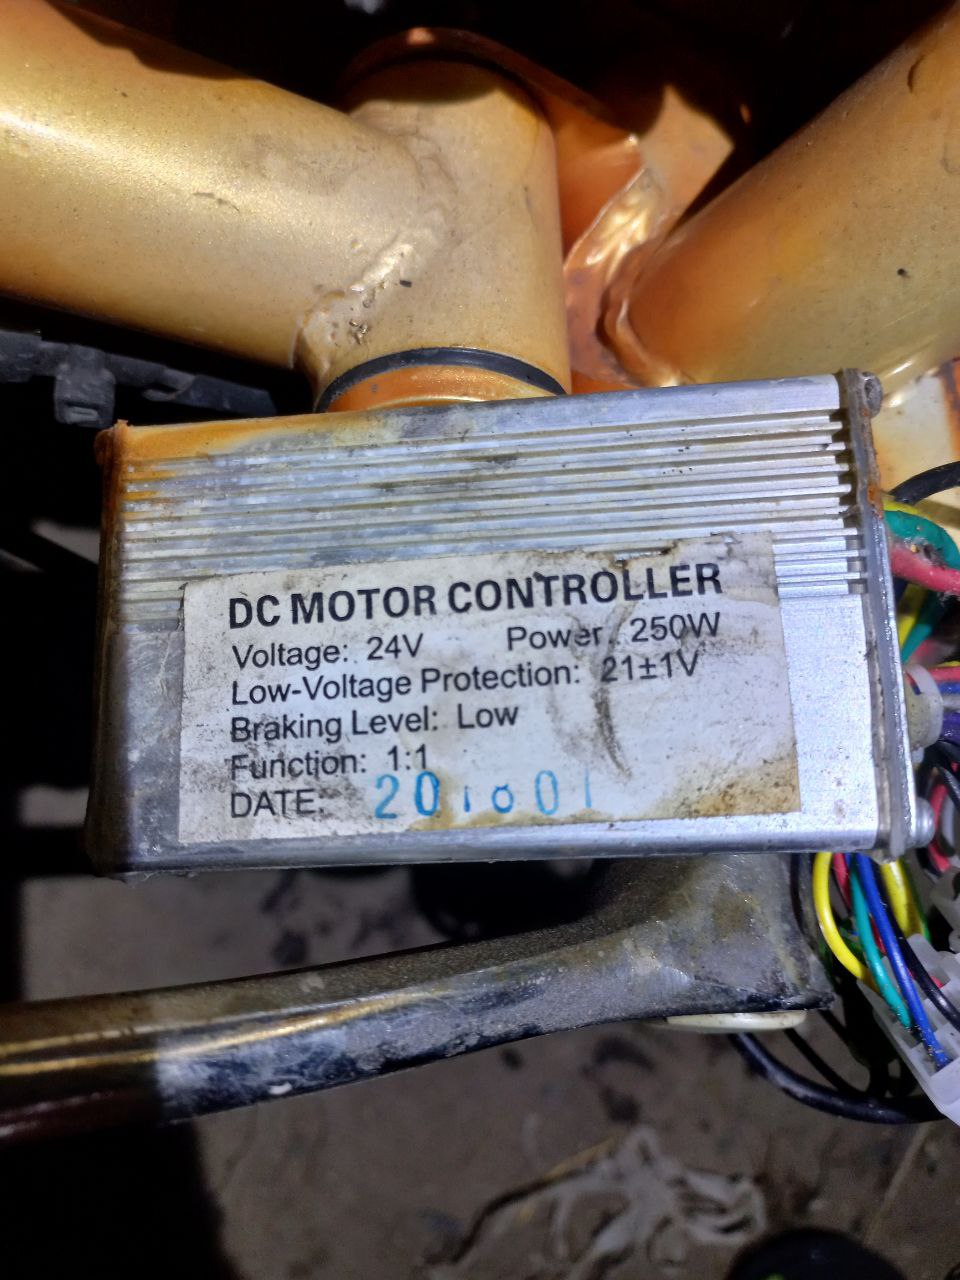 DC MOTOR CONTROLLER
Voltage: 24V Power: 250W
Low-Voltage Protection: 21±1V
Braking Level: Low
Function: 1:1
DATE: 201801